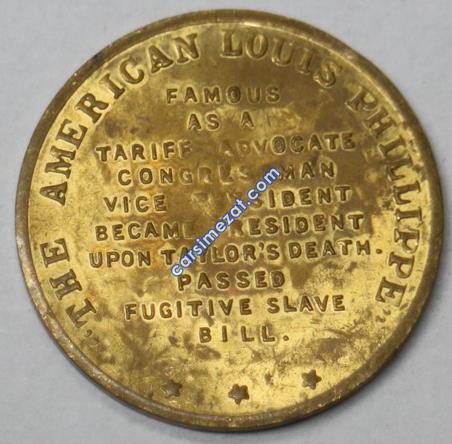 "THE AMERICAN LOUIS PHILLIPPE"
FAMOUS
AS A
TARIFF ADVOCATE
CONGRESSMAN
VICE PRESIDENT
BECAME PRESIDENT
UPON TAYLOR'S DEATH.
PASSED
FUGITIVE SLAVE
BILL.
carsimezat.com